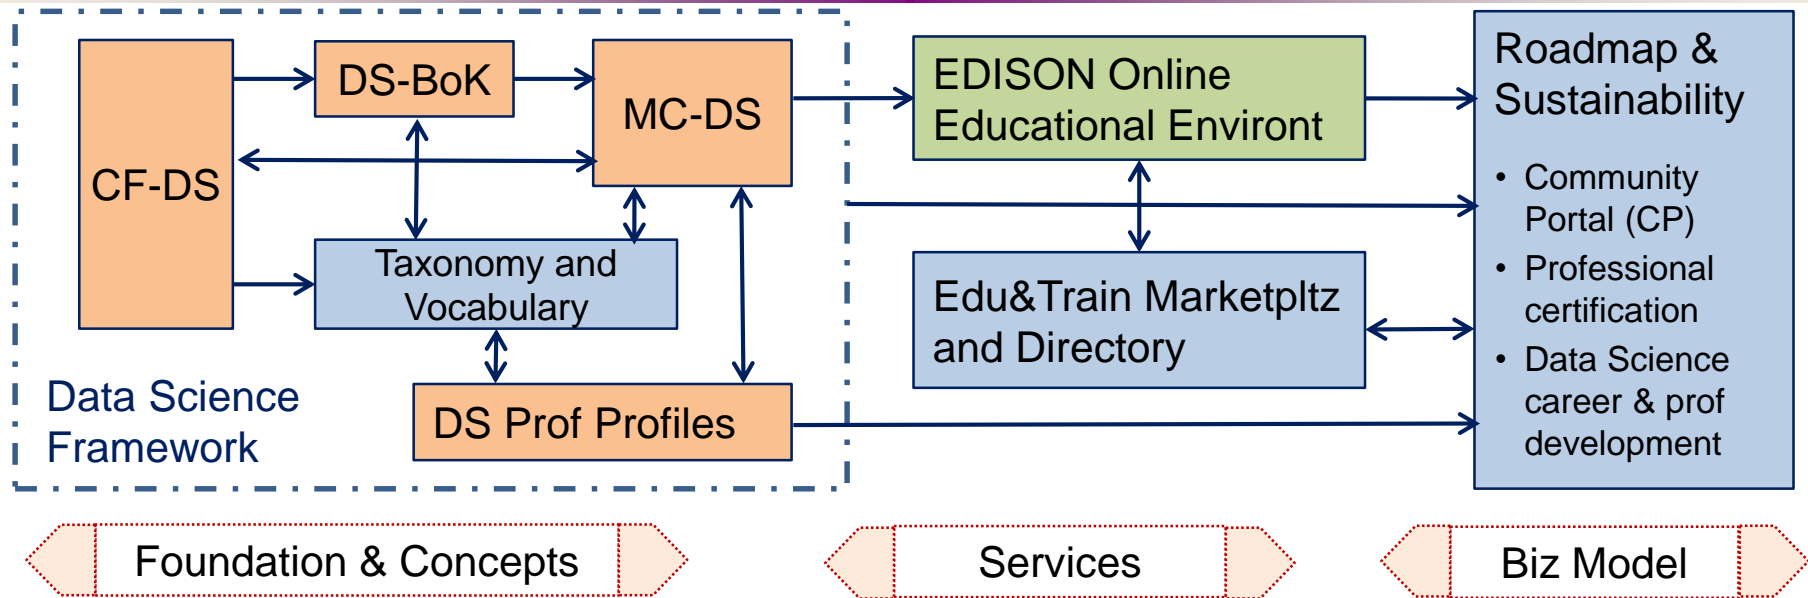 CF-DS
DS-BoK
MC-DS
Taxonomy and
Vocabulary
DS Prof Profiles
Data Science
Framework
EDISON Online
Educational Environt
Edu&Train Marketpltz
and Directory
Roadmap &
Sustainability
• Community
Portal (CP)
• Professional
certification
• Data Science
career & prof
development
Foundation & Concepts
Services
Biz Model